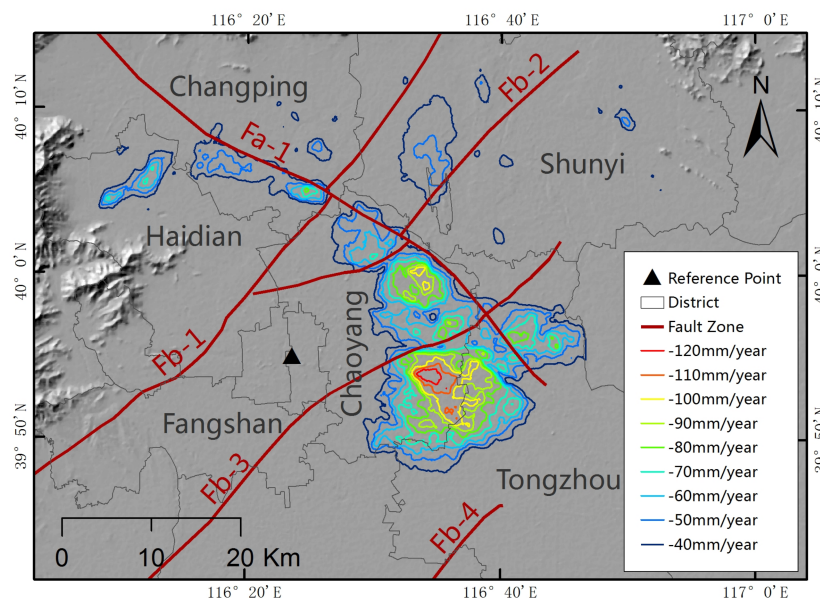 116° 20′E
116° 40′E
117° 0′E
40° 10′N
40° 0′N
39° 50′N
40° 10′N
40° 0′N
39° 50′N
Changping
Fb-2
N
Fa-1
Shunyi
Haidian
Chaoyang
Fb-1
Fangshan
Fb-3
Tongzhou
Fb-4
0 10 20 Km
Reference Point
District
Fault Zone
-120mm/year
-110mm/year
-100mm/year
-90mm/year
-80mm/year
-70mm/year
-60mm/year
-50mm/year
-40mm/year
116° 20′E
116° 40′E
117° 0′E